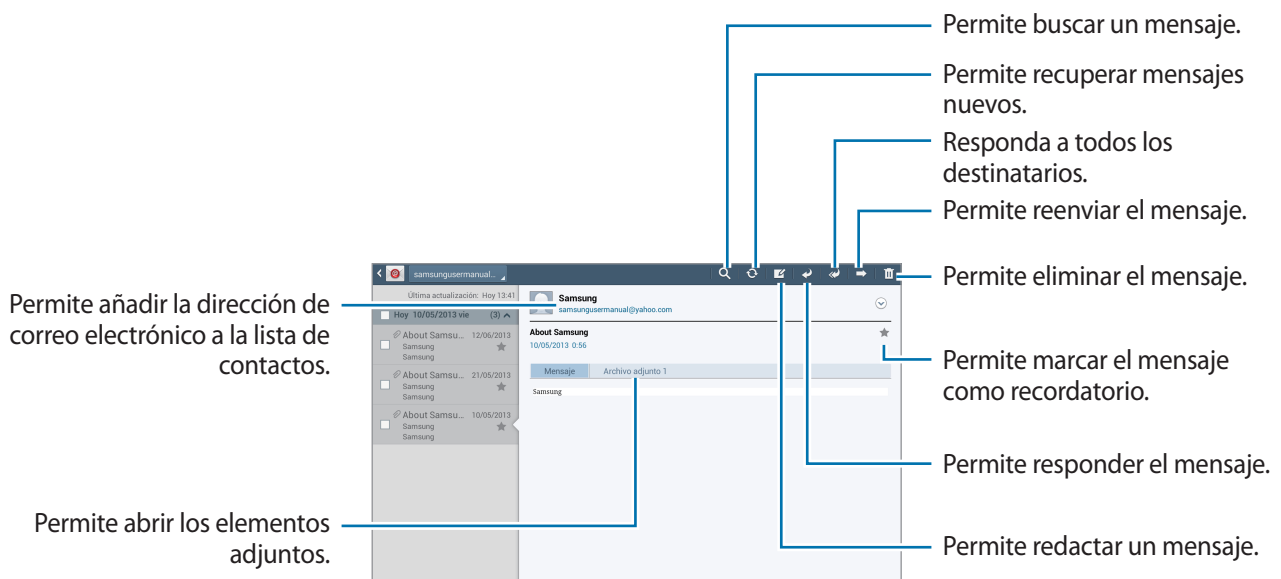 Permite buscar un mensaje.
Permite recuperar mensajes
nuevos.
Responda a todos los
destinatarios.
Permite reenviar el mensaje.
Permite eliminar el mensaje.
Permite marcar el mensaje
como recordatorio.
Permite responder el mensaje.
Permite redactar un mensaje.
Permite añadir la dirección de
correo electrónico a la lista de
contactos.
Permite abrir los elementos
adjuntos.
samsungusermanual...
Última actualización: Hoy 13:41
Hoy 10/05/2013 vie (3)
About Samsu... 12/06/2013
Samsung
Samsung
About Samsu... 21/05/2013
Samsung
Samsung
About Samsu... 10/05/2013
Samsung
Samsung
Samsung
samsungusermanual@yahoo.com
About Samsung
10/05/2013 0:56
Mensaje Archivo adjunto 1
Samsung